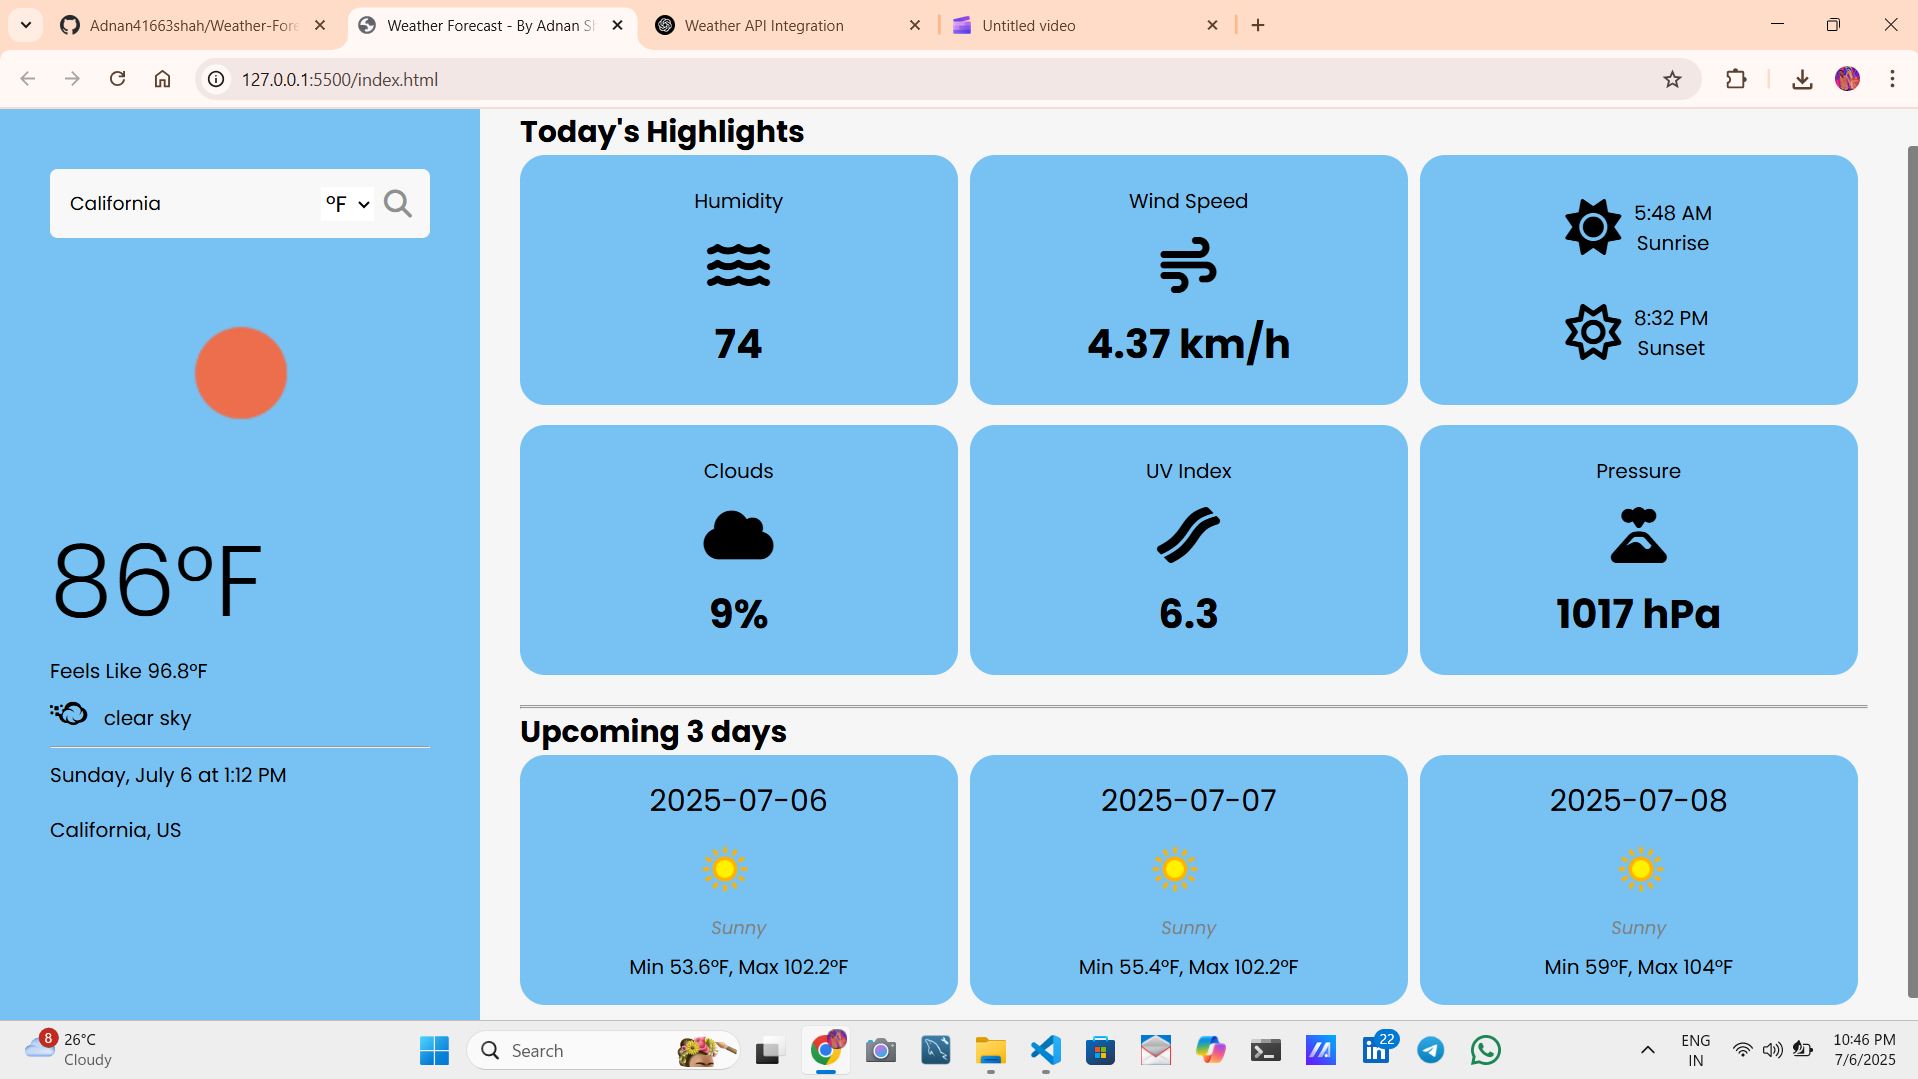 Adnan41663shah/Weather-Fore
Weather Forecast - By Adnan S
Weather API Integration
Untitled video
127.0.0.1:5500/index.html
California
°F
86°F
Feels Like 96.8°F
clear sky
Sunday, July 6 at 1:12 PM
California, US
Today's Highlights
Humidity
74
Wind Speed
4.37 km/h
5:48 AM
Sunrise
8:32 PM
Sunset
Clouds
9%
UV Index
6.3
Pressure
1017 hPa
Upcoming 3 days
2025-07-06
Sunny
Min 53.6°F, Max 102.2°F
2025-07-07
Sunny
Min 55.4°F, Max 102.2°F
2025-07-08
Sunny
Min 59°F, Max 104°F
8
26°C
Cloudy
Search
22
ENG
IN
10:46 PM
7/6/2025